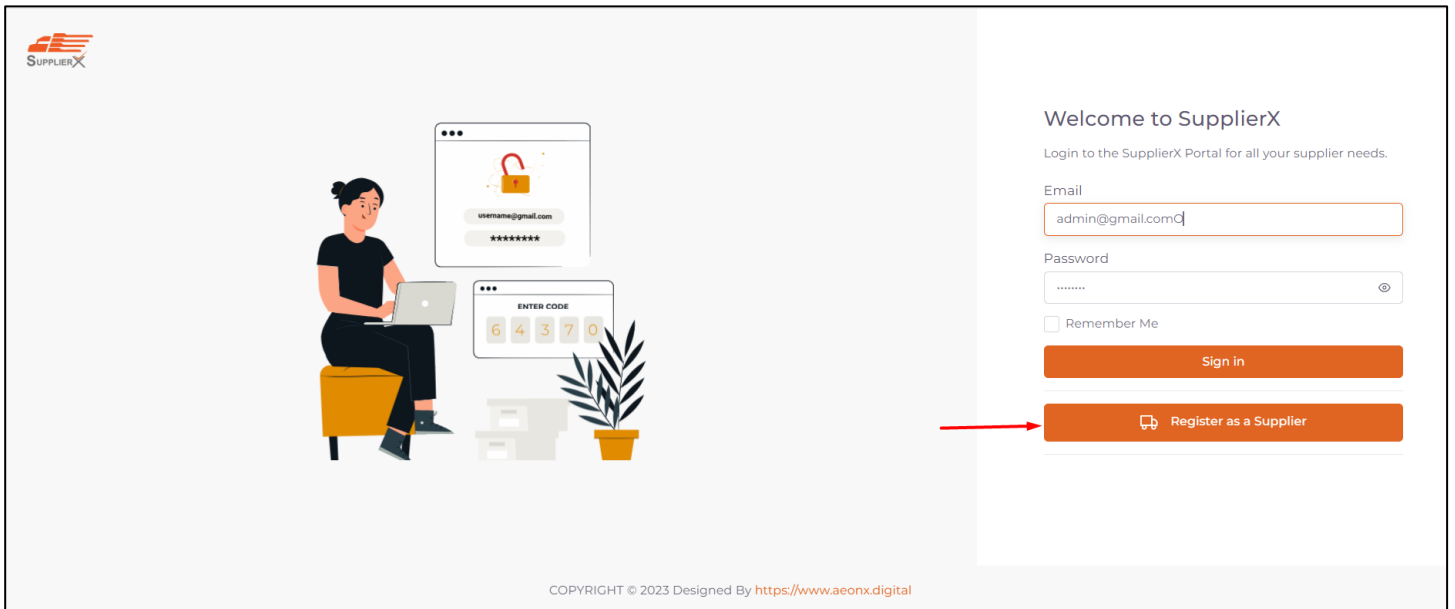 SUPPLIERX
username@gmail.com
********
ENTER CODE
6 4 3 7 0
Welcome to SupplierX
Login to the SupplierX Portal for all your supplier needs.
Email
admin@gmail.comO
Password
········
Remember Me
Sign in
Register as a Supplier
COPYRIGHT © 2023 Designed By https://www.aeonx.digital